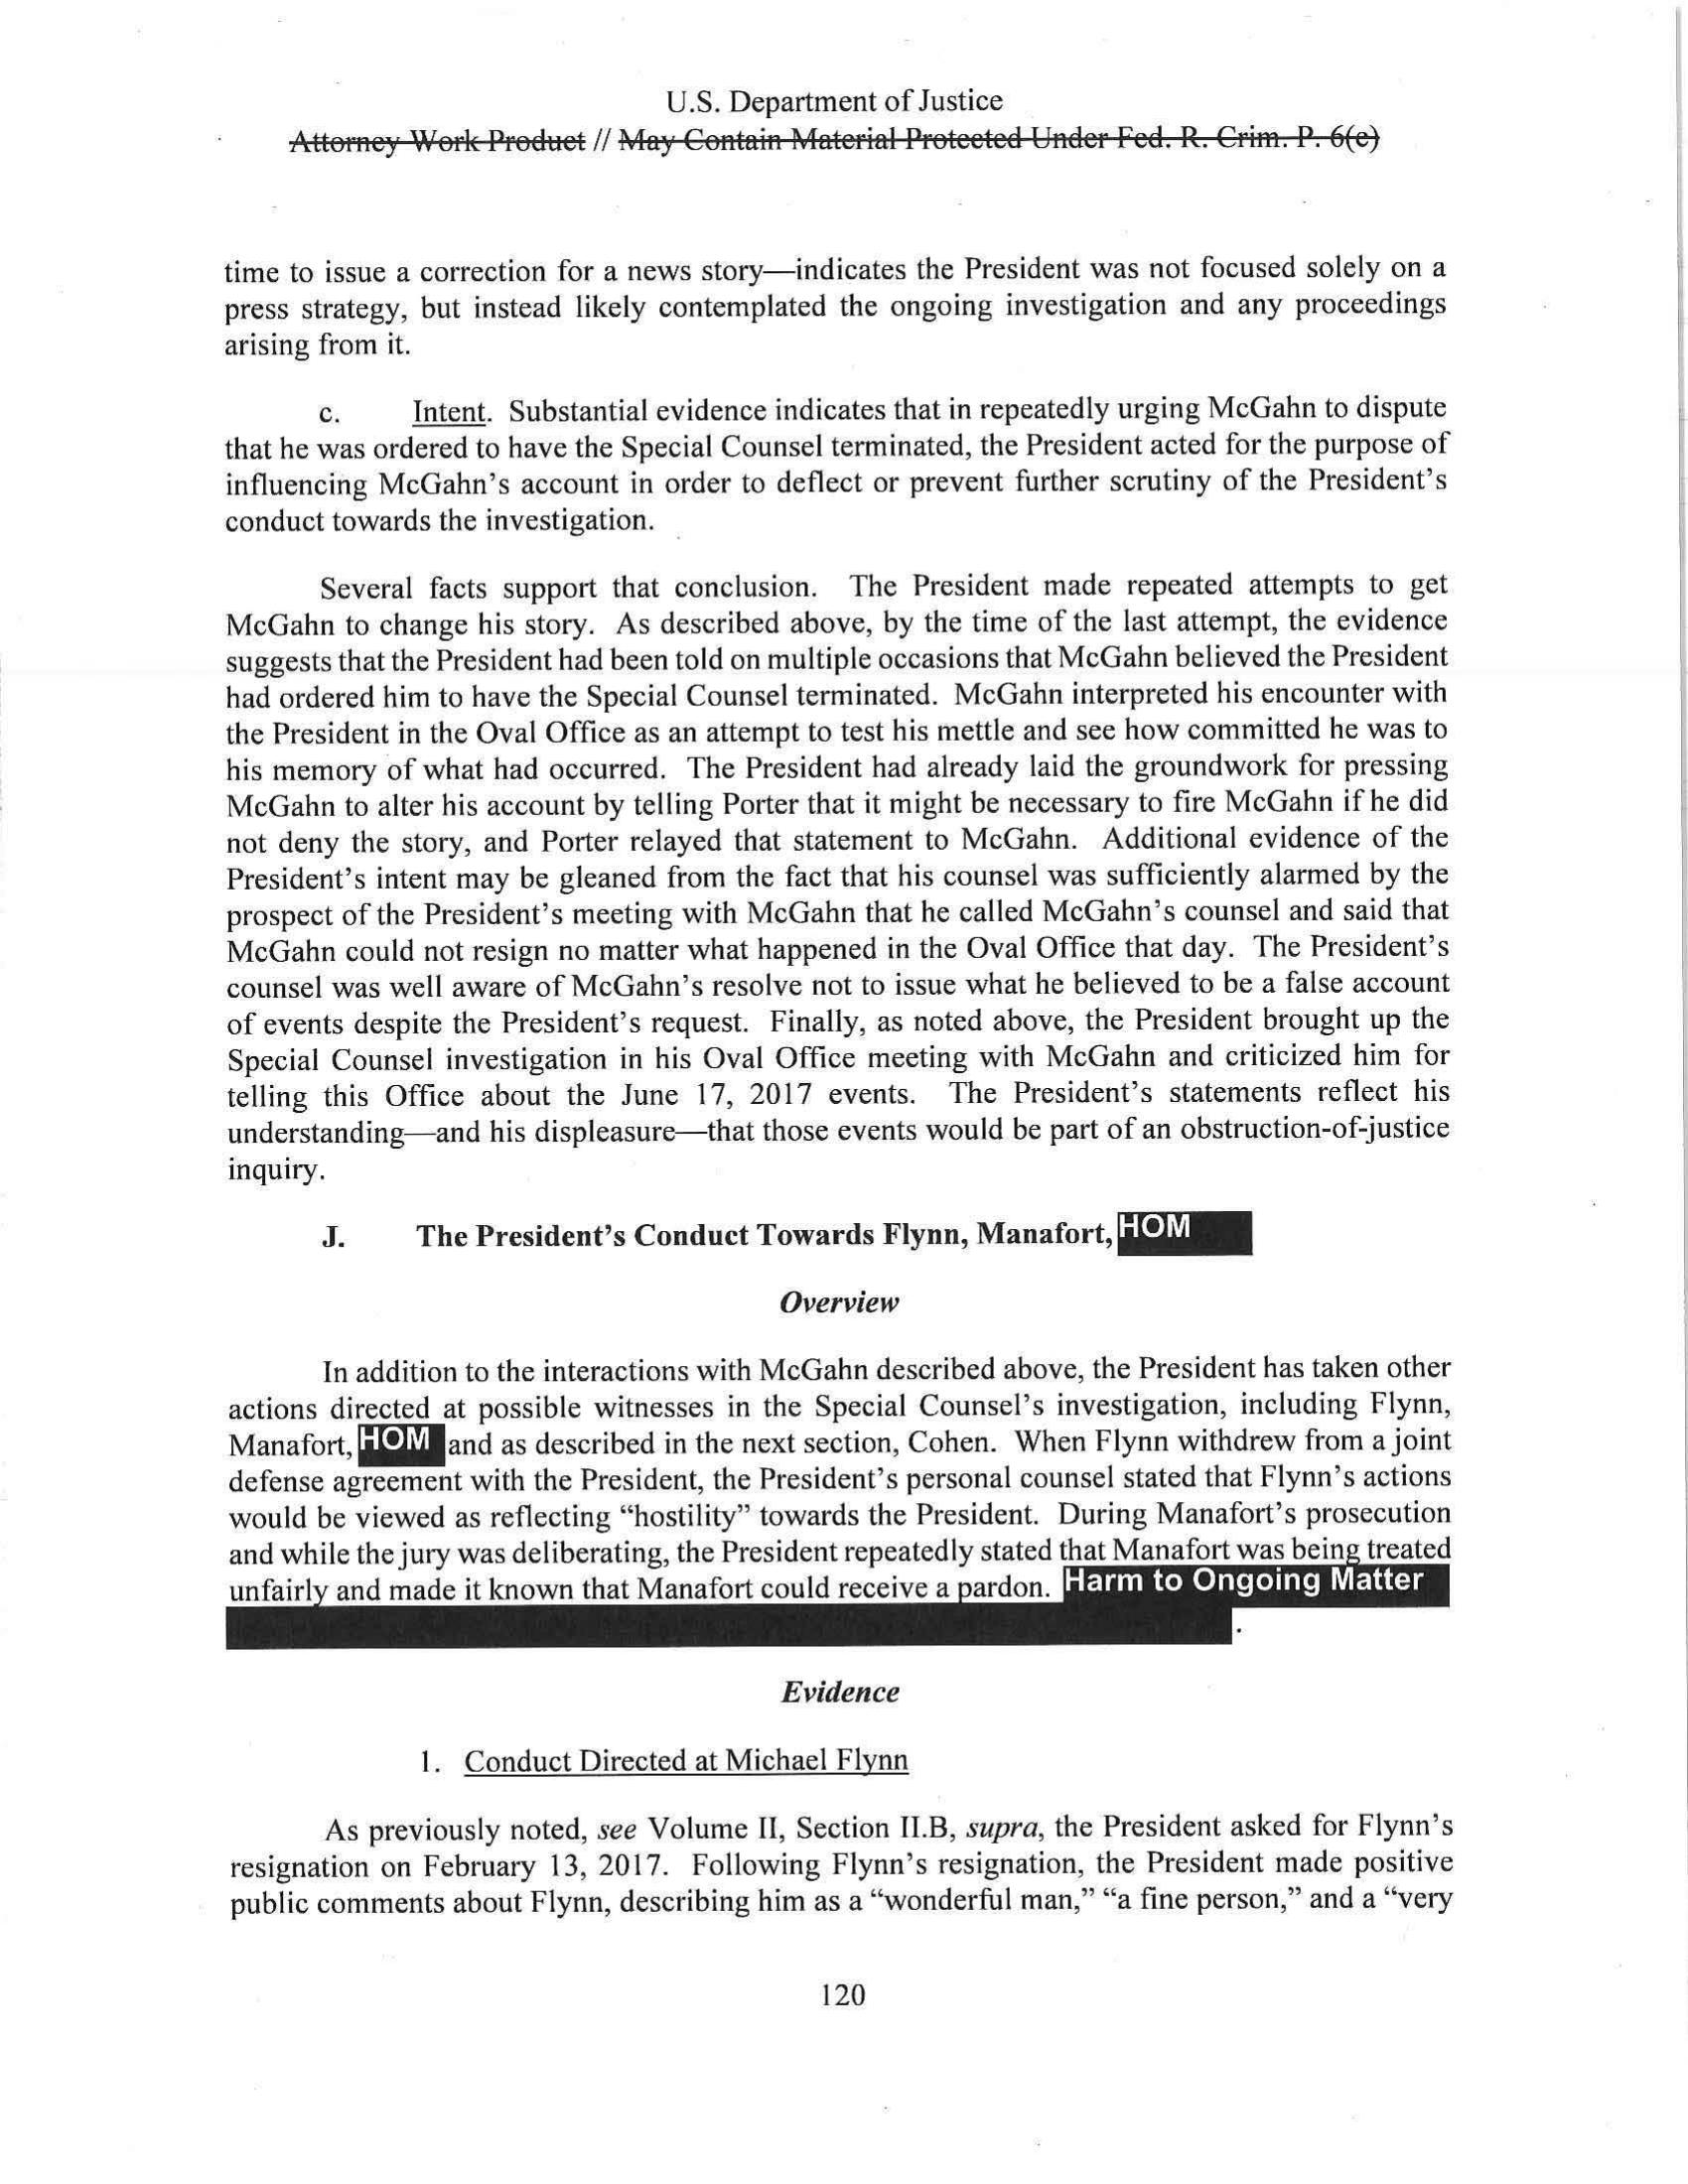 U.S. Department of Justice
Attorney Work Product // May Contain Material Protected Under Fed. R. Crim. P. 6(e)
time to issue a correction for a news story—indicates the President was not focused solely on a
press strategy, but instead likely contemplated the ongoing investigation and any proceedings
arising from it.
c. Intent. Substantial evidence indicates that in repeatedly urging McGahn to dispute
that he was ordered to have the Special Counsel terminated, the President acted for the purpose of
influencing McGahn's account in order to deflect or prevent further scrutiny of the President's
conduct towards the investigation.
Several facts support that conclusion. The President made repeated attempts to get
McGahn to change his story. As described above, by the time of the last attempt, the evidence
suggests that the President had been told on multiple occasions that McGahn believed the President
had ordered him to have the Special Counsel terminated. McGahn interpreted his encounter with
the President in the Oval Office as an attempt to test his mettle and see how committed he was to
his memory of what had occurred. The President had already laid the groundwork for pressing
McGahn to alter his account by telling Porter that it might be necessary to fire McGahn if he did
not deny the story, and Porter relayed that statement to McGahn. Additional evidence of the
President's intent may be gleaned from the fact that his counsel was sufficiently alarmed by the
prospect of the President's meeting with McGahn that he called McGahn's counsel and said that
McGahn could not resign no matter what happened in the Oval Office that day. The President's
counsel was well aware of McGahn's resolve not to issue what he believed to be a false account
of events despite the President's request. Finally, as noted above, the President brought up the
Special Counsel investigation in his Oval Office meeting with McGahn and criticized him for
telling this Office about the June 17, 2017 events. The President's statements reflect his
understanding—and his displeasure—that those events would be part of an obstruction-of-justice
inquiry.
J. The President's Conduct Towards Flynn, Manafort, HOM
Overview
In addition to the interactions with McGahn described above, the President has taken other
actions directed at possible witnesses in the Special Counsel's investigation, including Flynn,
Manafort, HOM and as described in the next section, Cohen. When Flynn withdrew from a joint
defense agreement with the President, the President's personal counsel stated that Flynn's actions
would be viewed as reflecting "hostility" towards the President. During Manafort's prosecution
and while the jury was deliberating, the President repeatedly stated that Manafort was being treated
unfairly and made it known that Manafort could receive a pardon. Harm to Ongoing Matter
.
Evidence
1. Conduct Directed at Michael Flynn
As previously noted, see Volume II, Section II.B, supra, the President asked for Flynn's
resignation on February 13, 2017. Following Flynn's resignation, the President made positive
public comments about Flynn, describing him as a "wonderful man," "a fine person," and a "very
120